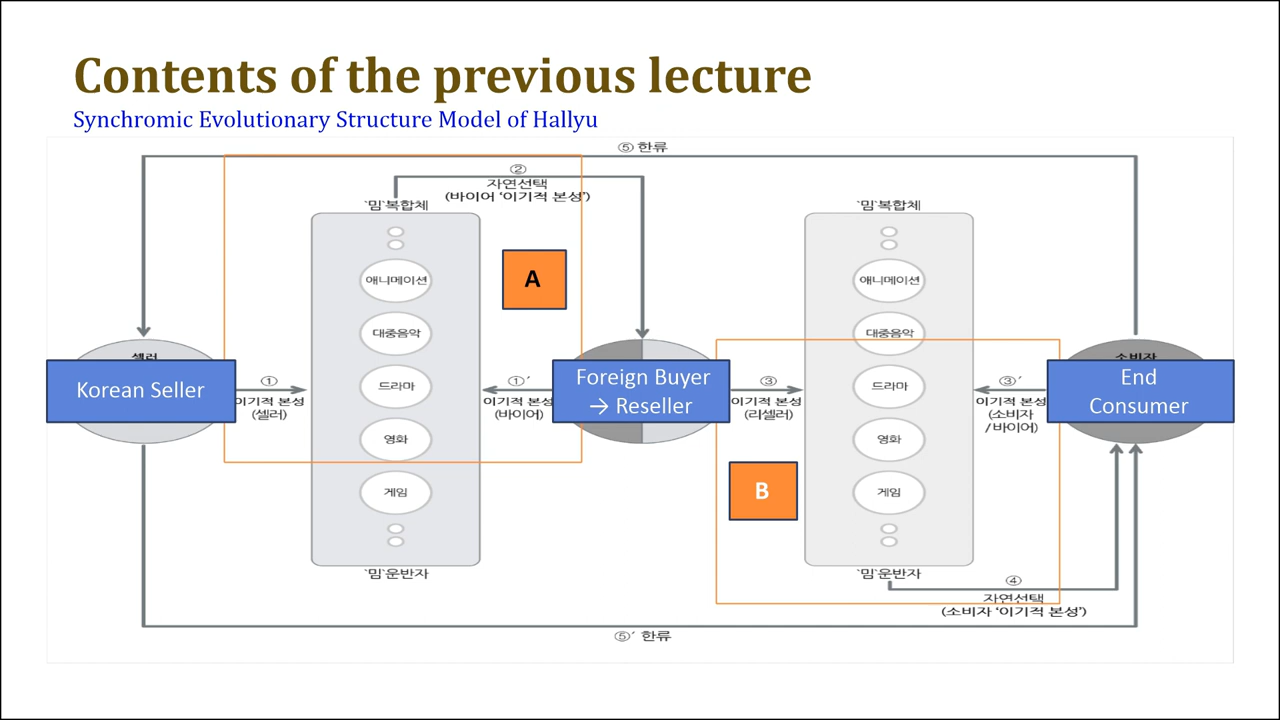 Contents of the previous lecture
Synchromic Evolutionary Structure Model of Hallyu
⑤ 한류
②
자연선택
(바이어 ‘이기적 본성’)
‘밈‘복합체
‘밈‘복합체
애니메이션
대중음악
드라마
영화
게임
‘밈‘운반자
A
애니메이션
대중음악
드라마
영화
게임
‘밈‘운반자
셀러
Korean Seller
①
이기적 본성
(셀러)
①´
이기적 본성
(바이어)
Foreign Buyer
→ Reseller
③
이기적 본성
(리셀러)
③´
이기적 본성
(소비자
/바이어)
소비자
End
Consumer
B
④
자연선택
(소비자 ‘이기적 본성’)
⑤´ 한류